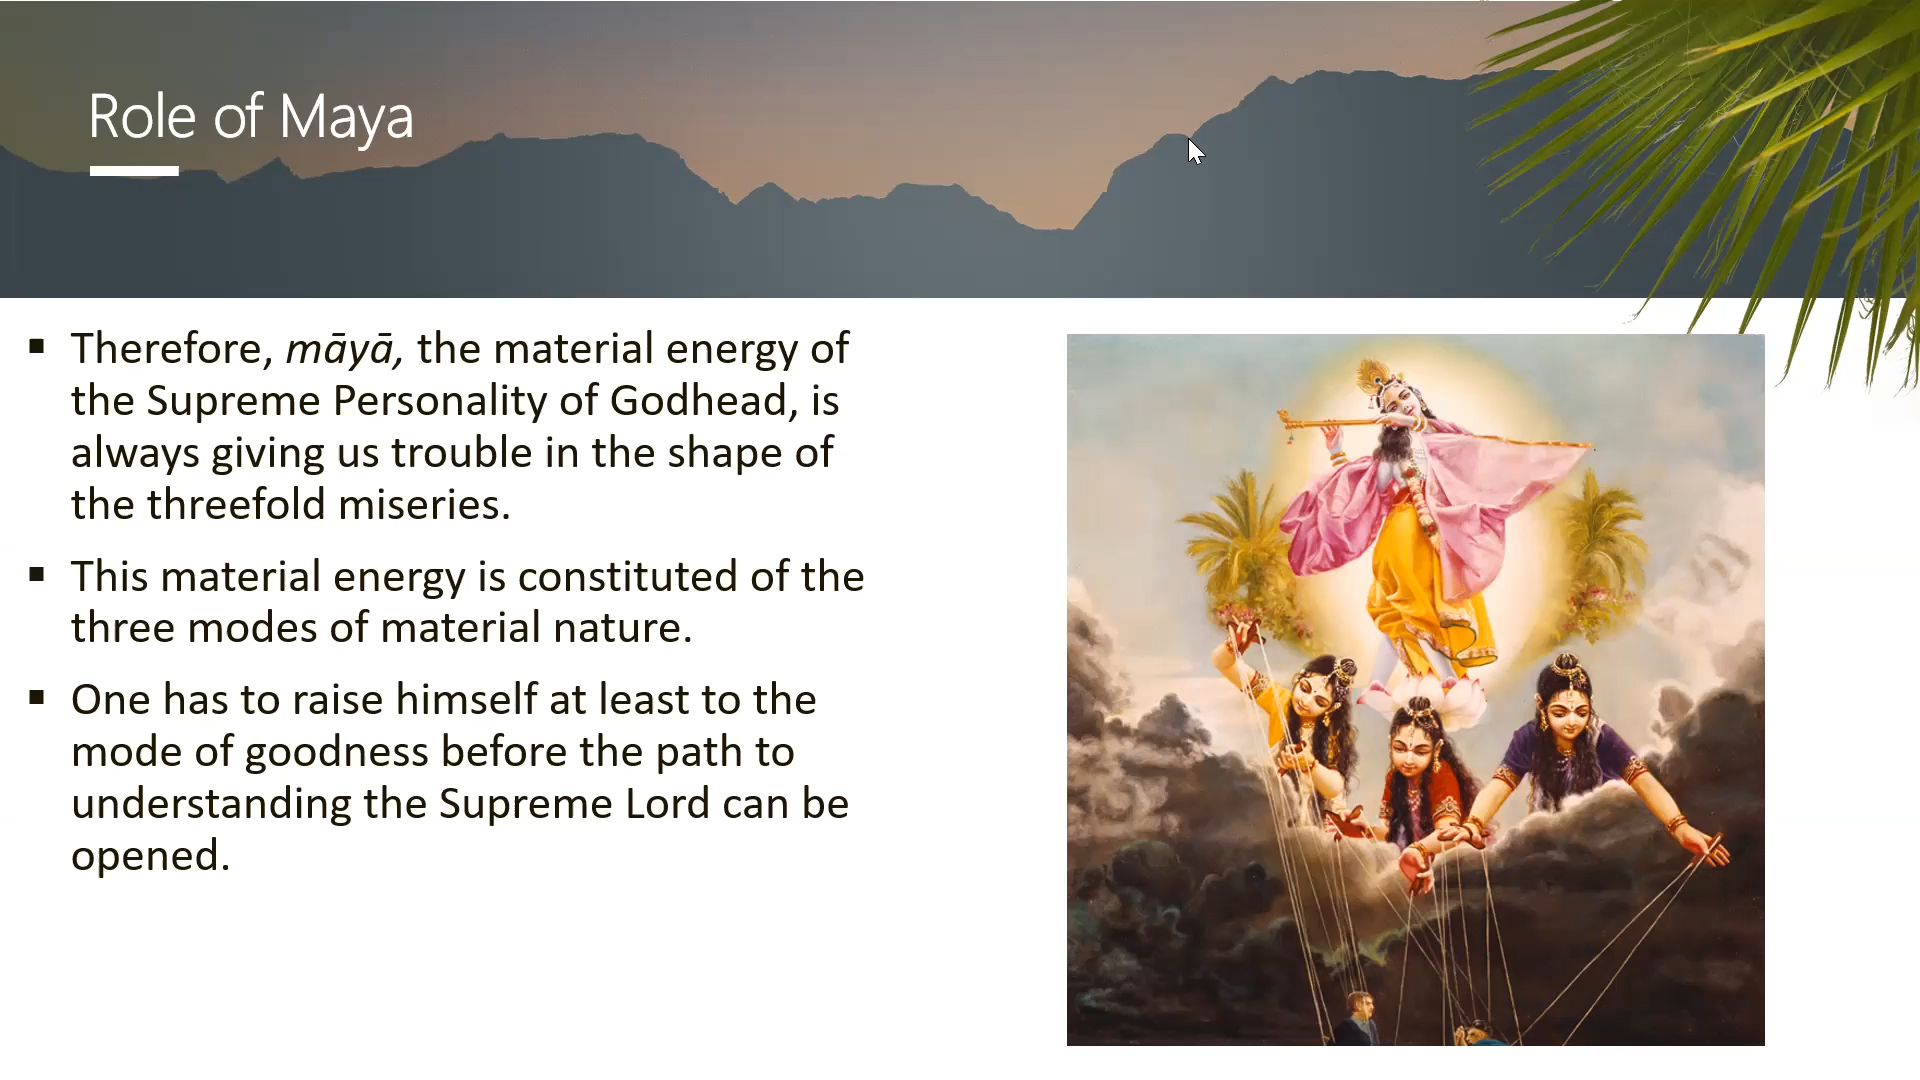 Role of Maya
▪ Therefore, māyā, the material energy of
the Supreme Personality of Godhead, is
always giving us trouble in the shape of
the threefold miseries.
▪ This material energy is constituted of the
three modes of material nature.
▪ One has to raise himself at least to the
mode of goodness before the path to
understanding the Supreme Lord can be
opened.